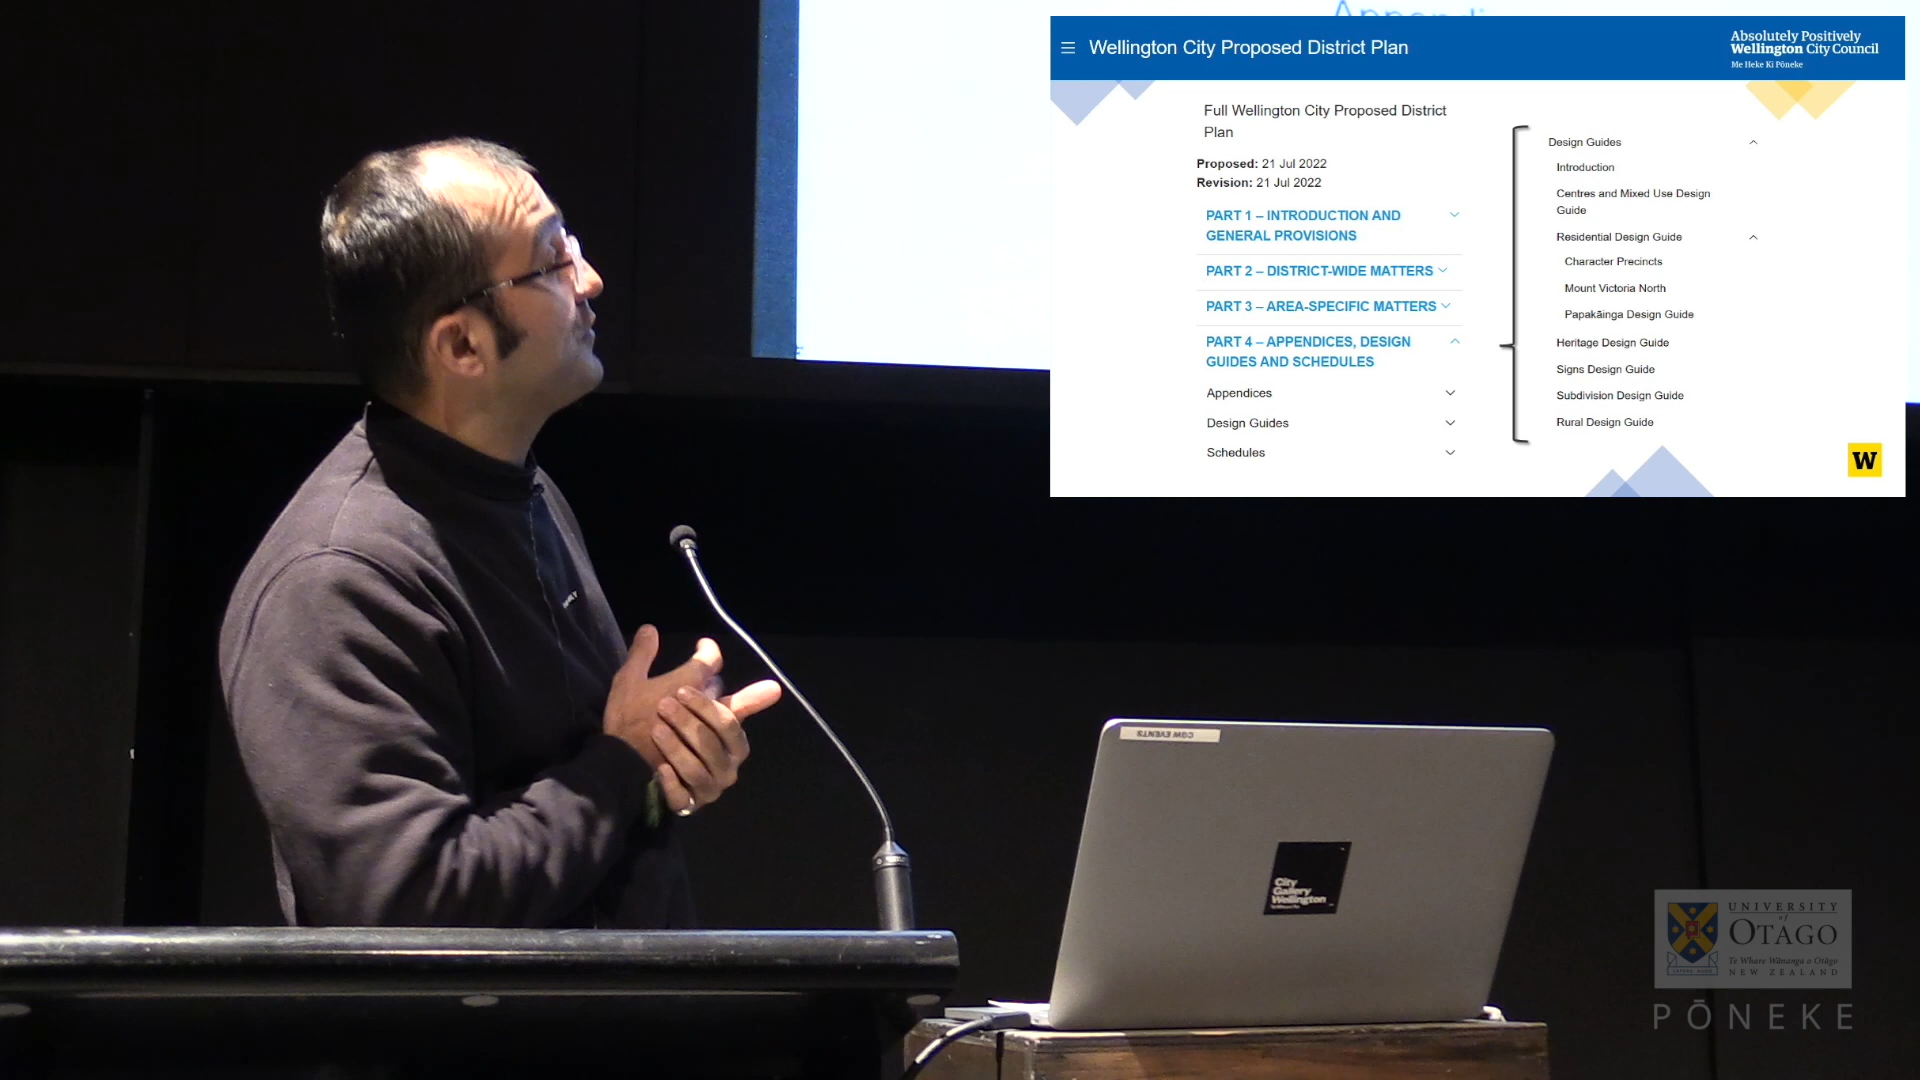 Wellington City Proposed District Plan
Absolutely Positively
Wellington City Council
Me Heke Ki Pōneke
Full Wellington City Proposed District
Plan
Proposed: 21 Jul 2022
Revision: 21 Jul 2022
PART 1 – INTRODUCTION AND
GENERAL PROVISIONS
PART 2 – DISTRICT-WIDE MATTERS
PART 3 – AREA-SPECIFIC MATTERS
PART 4 – APPENDICES, DESIGN
GUIDES AND SCHEDULES
Appendices
Design Guides
Schedules
Design Guides
Introduction
Centres and Mixed Use Design
Guide
Residential Design Guide
Character Precincts
Mount Victoria North
Papakāinga Design Guide
Heritage Design Guide
Signs Design Guide
Subdivision Design Guide
Rural Design Guide
W
CGW EVENTS
City
Gallery
Wellington
UNIVERSITY
of
OTAGO
Te Whare Wānanga o Otāgo
NEW ZEALAND
PŌNEKE